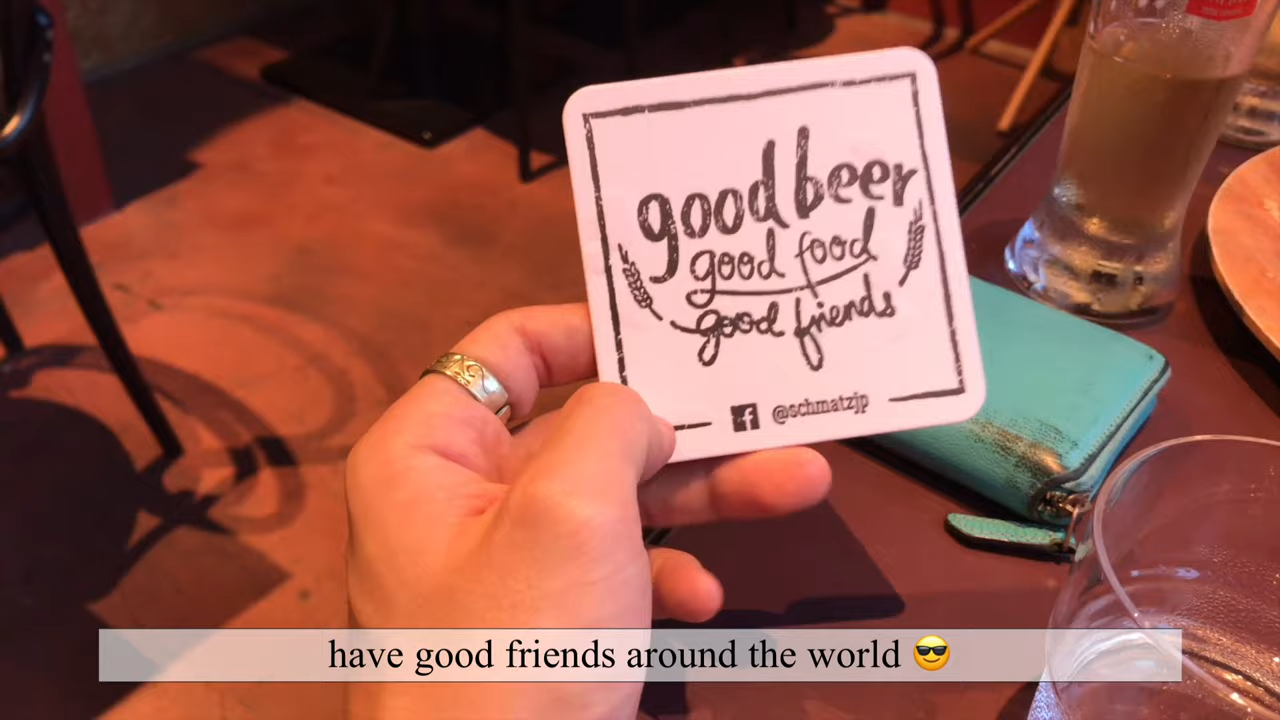 good beer
good food
good friends
f @schmatzjp
have good friends around the world 😎